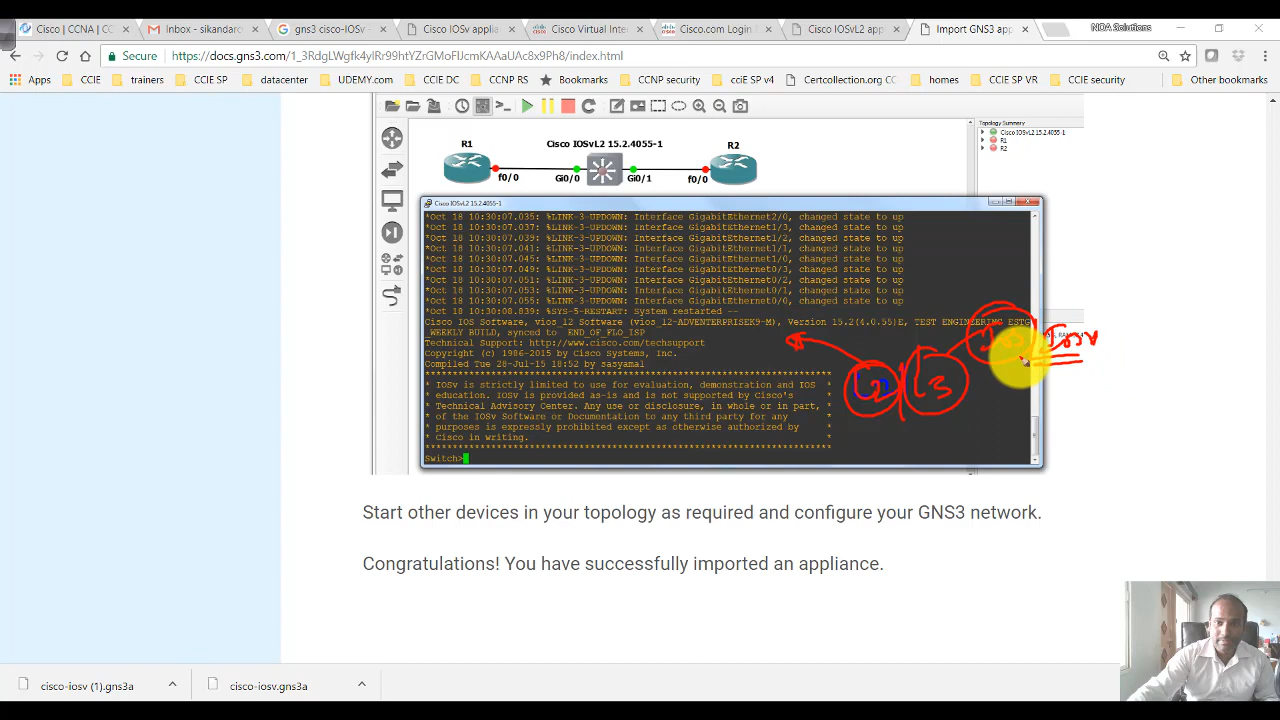 Cisco | CCNA | C
Inbox - sikandarc
gns3 cisco-IOSv
Cisco IOSv applia
Cisco Virtual Inter
Cisco.com Login
Cisco IOSvL2 app
Import GNS3 app
NOA Solutions
Secure
https://docs.gns3.com/1_3RdgLWgfk4ylRr99htYZrGMoFlJcmKAAaUAc8x9Ph8/index.html
Apps CCIE trainers CCIE SP datacenter UDEMY.com CCIE DC CCNP RS Bookmarks CCNP security ccie SP v4 Certcollection.org homes CCIE SP VR CCIE security Other bookmarks
Topology Summary
Cisco IOSvL2 15.2.4055-1
R1
R2
R1 Cisco IOSvL2 15.2.4055-1 R2
f0/0 Gi0/0 Gi0/1 f0/0
Cisco IOSvL2 15.2.4055-1
*Oct 18 10:30:07.035: %LINK-3-UPDOWN: Interface GigabitEthernet2/0, changed state to up
*Oct 18 10:30:07.037: %LINK-3-UPDOWN: Interface GigabitEthernet1/3, changed state to up
*Oct 18 10:30:07.039: %LINK-3-UPDOWN: Interface GigabitEthernet1/2, changed state to up
*Oct 18 10:30:07.041: %LINK-3-UPDOWN: Interface GigabitEthernet1/1, changed state to up
*Oct 18 10:30:07.045: %LINK-3-UPDOWN: Interface GigabitEthernet1/0, changed state to up
*Oct 18 10:30:07.049: %LINK-3-UPDOWN: Interface GigabitEthernet0/3, changed state to up
*Oct 18 10:30:07.051: %LINK-3-UPDOWN: Interface GigabitEthernet0/2, changed state to up
*Oct 18 10:30:07.053: %LINK-3-UPDOWN: Interface GigabitEthernet0/1, changed state to up
*Oct 18 10:30:07.055: %LINK-3-UPDOWN: Interface GigabitEthernet0/0, changed state to up
*Oct 18 10:30:08.839: %SYS-5-RESTART: System restarted --
Cisco IOS Software, vios_l2 Software (vios_l2-ADVENTERPRISEK9-M), Version 15.2(4.0.55)E, TEST ENGINEERING ESTG
_WEEKLY BUILD, synced to END_OF_FLO_ISP
Technical Support: http://www.cisco.com/techsupport
Copyright (c) 1986-2015 by Cisco Systems, Inc.
Compiled Tue 28-Jul-15 18:52 by sasyamal
**************************************************************************
* IOSv is strictly limited to use for evaluation, demonstration and IOS *
* education. IOSv is provided as-is and is not supported by Cisco's *
* Technical Advisory Center. Any use or disclosure, in whole or in part, *
* of the IOSv Software or Documentation to any third party for any *
* purposes is expressly prohibited except as otherwise authorized by *
* Cisco in writing. *
**************************************************************************
Switch>
L2 L3
IOSv
Start other devices in your topology as required and configure your GNS3 network.
Congratulations! You have successfully imported an appliance.
cisco-iosv (1).gns3a
cisco-iosv.gns3a